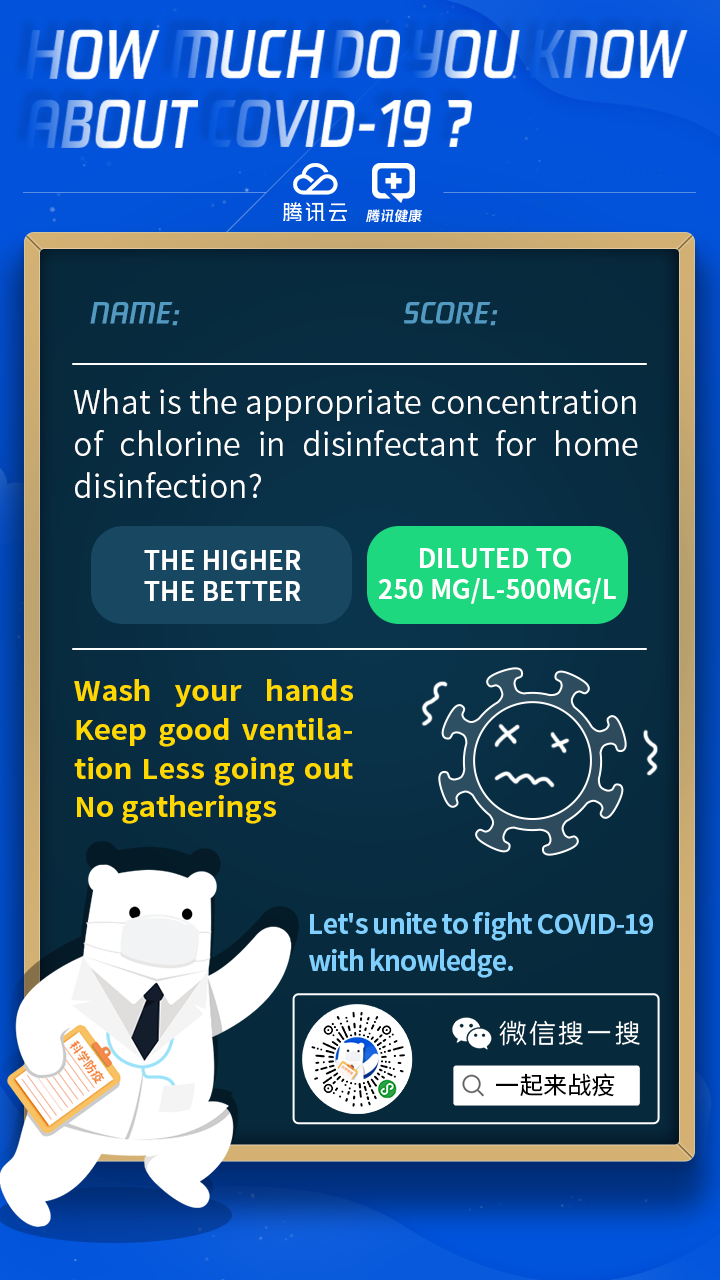 HOW MUCH DO YOU KNOW
ABOUT COVID-19 ?
腾讯云 腾讯健康
NAME: SCORE:
What is the appropriate concentration
of chlorine in disinfectant for home
disinfection?
THE HIGHER
THE BETTER
DILUTED TO
250 MG/L-500MG/L
Wash your hands
Keep good ventila-
tion Less going out
No gatherings
Let's unite to fight COVID-19
with knowledge.
科学防疫
微信搜一搜
一起来战疫